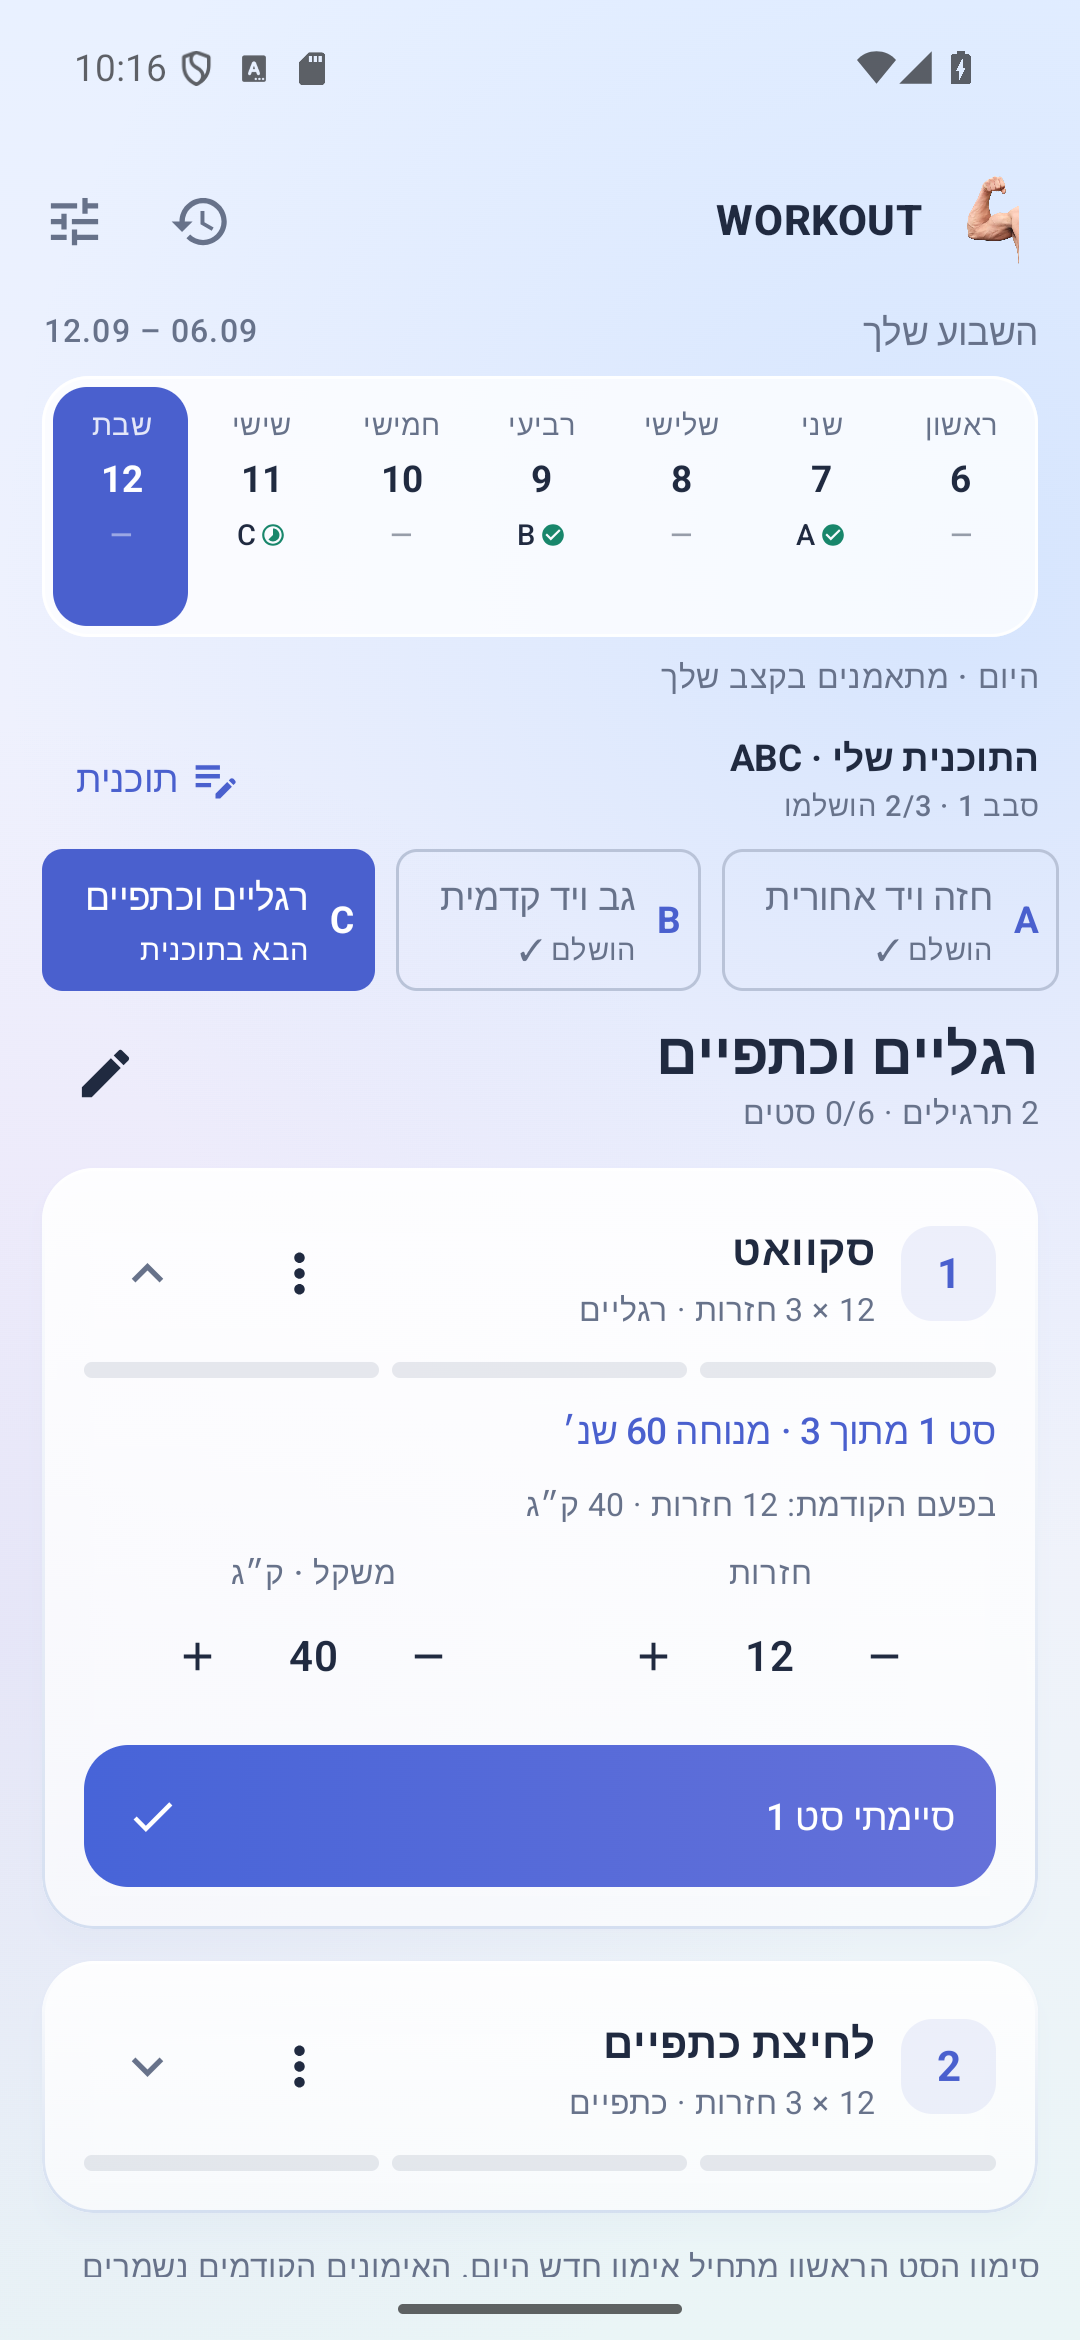 10:16
WORKOUT
השבוע שלך
12.09 – 06.09
ראשון שני שלישי רביעי חמישי שישי שבת
6 7 8 9 10 11 12
– A – B – C –
היום · מתאמנים בקצב שלך
התוכנית שלי · ABC
סבב 1 · 2/3 הושלמו
תוכנית
A חזה ויד אחורית
הושלם ✓
B גב ויד קדמית
הושלם ✓
C רגליים וכתפיים
הבא בתוכנית
רגליים וכתפיים
2 תרגילים · 0/6 סטים
1 סקוואט
12 × 3 חזרות · רגליים
סט 1 מתוך 3 · מנוחה 60 שנ׳
בפעם הקודמת: 12 חזרות · 40 ק״ג
חזרות משקל · ק״ג
− 12 + − 40 +
סיימתי סט 1
2 לחיצת כתפיים
12 × 3 חזרות · כתפיים
סימון הסט הראשון מתחיל אימון חדש היום. האימונים הקודמים נשמרים